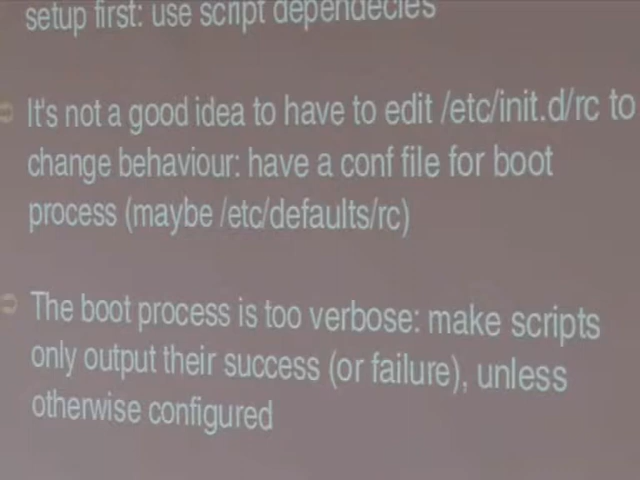 setup first: use script dependecies
It's not a good idea to have to edit /etc/init.d/rc to
change behaviour: have a conf file for boot
process (maybe /etc/defaults/rc)
The boot process is too verbose: make scripts
only output their success (or failure), unless
otherwise configured